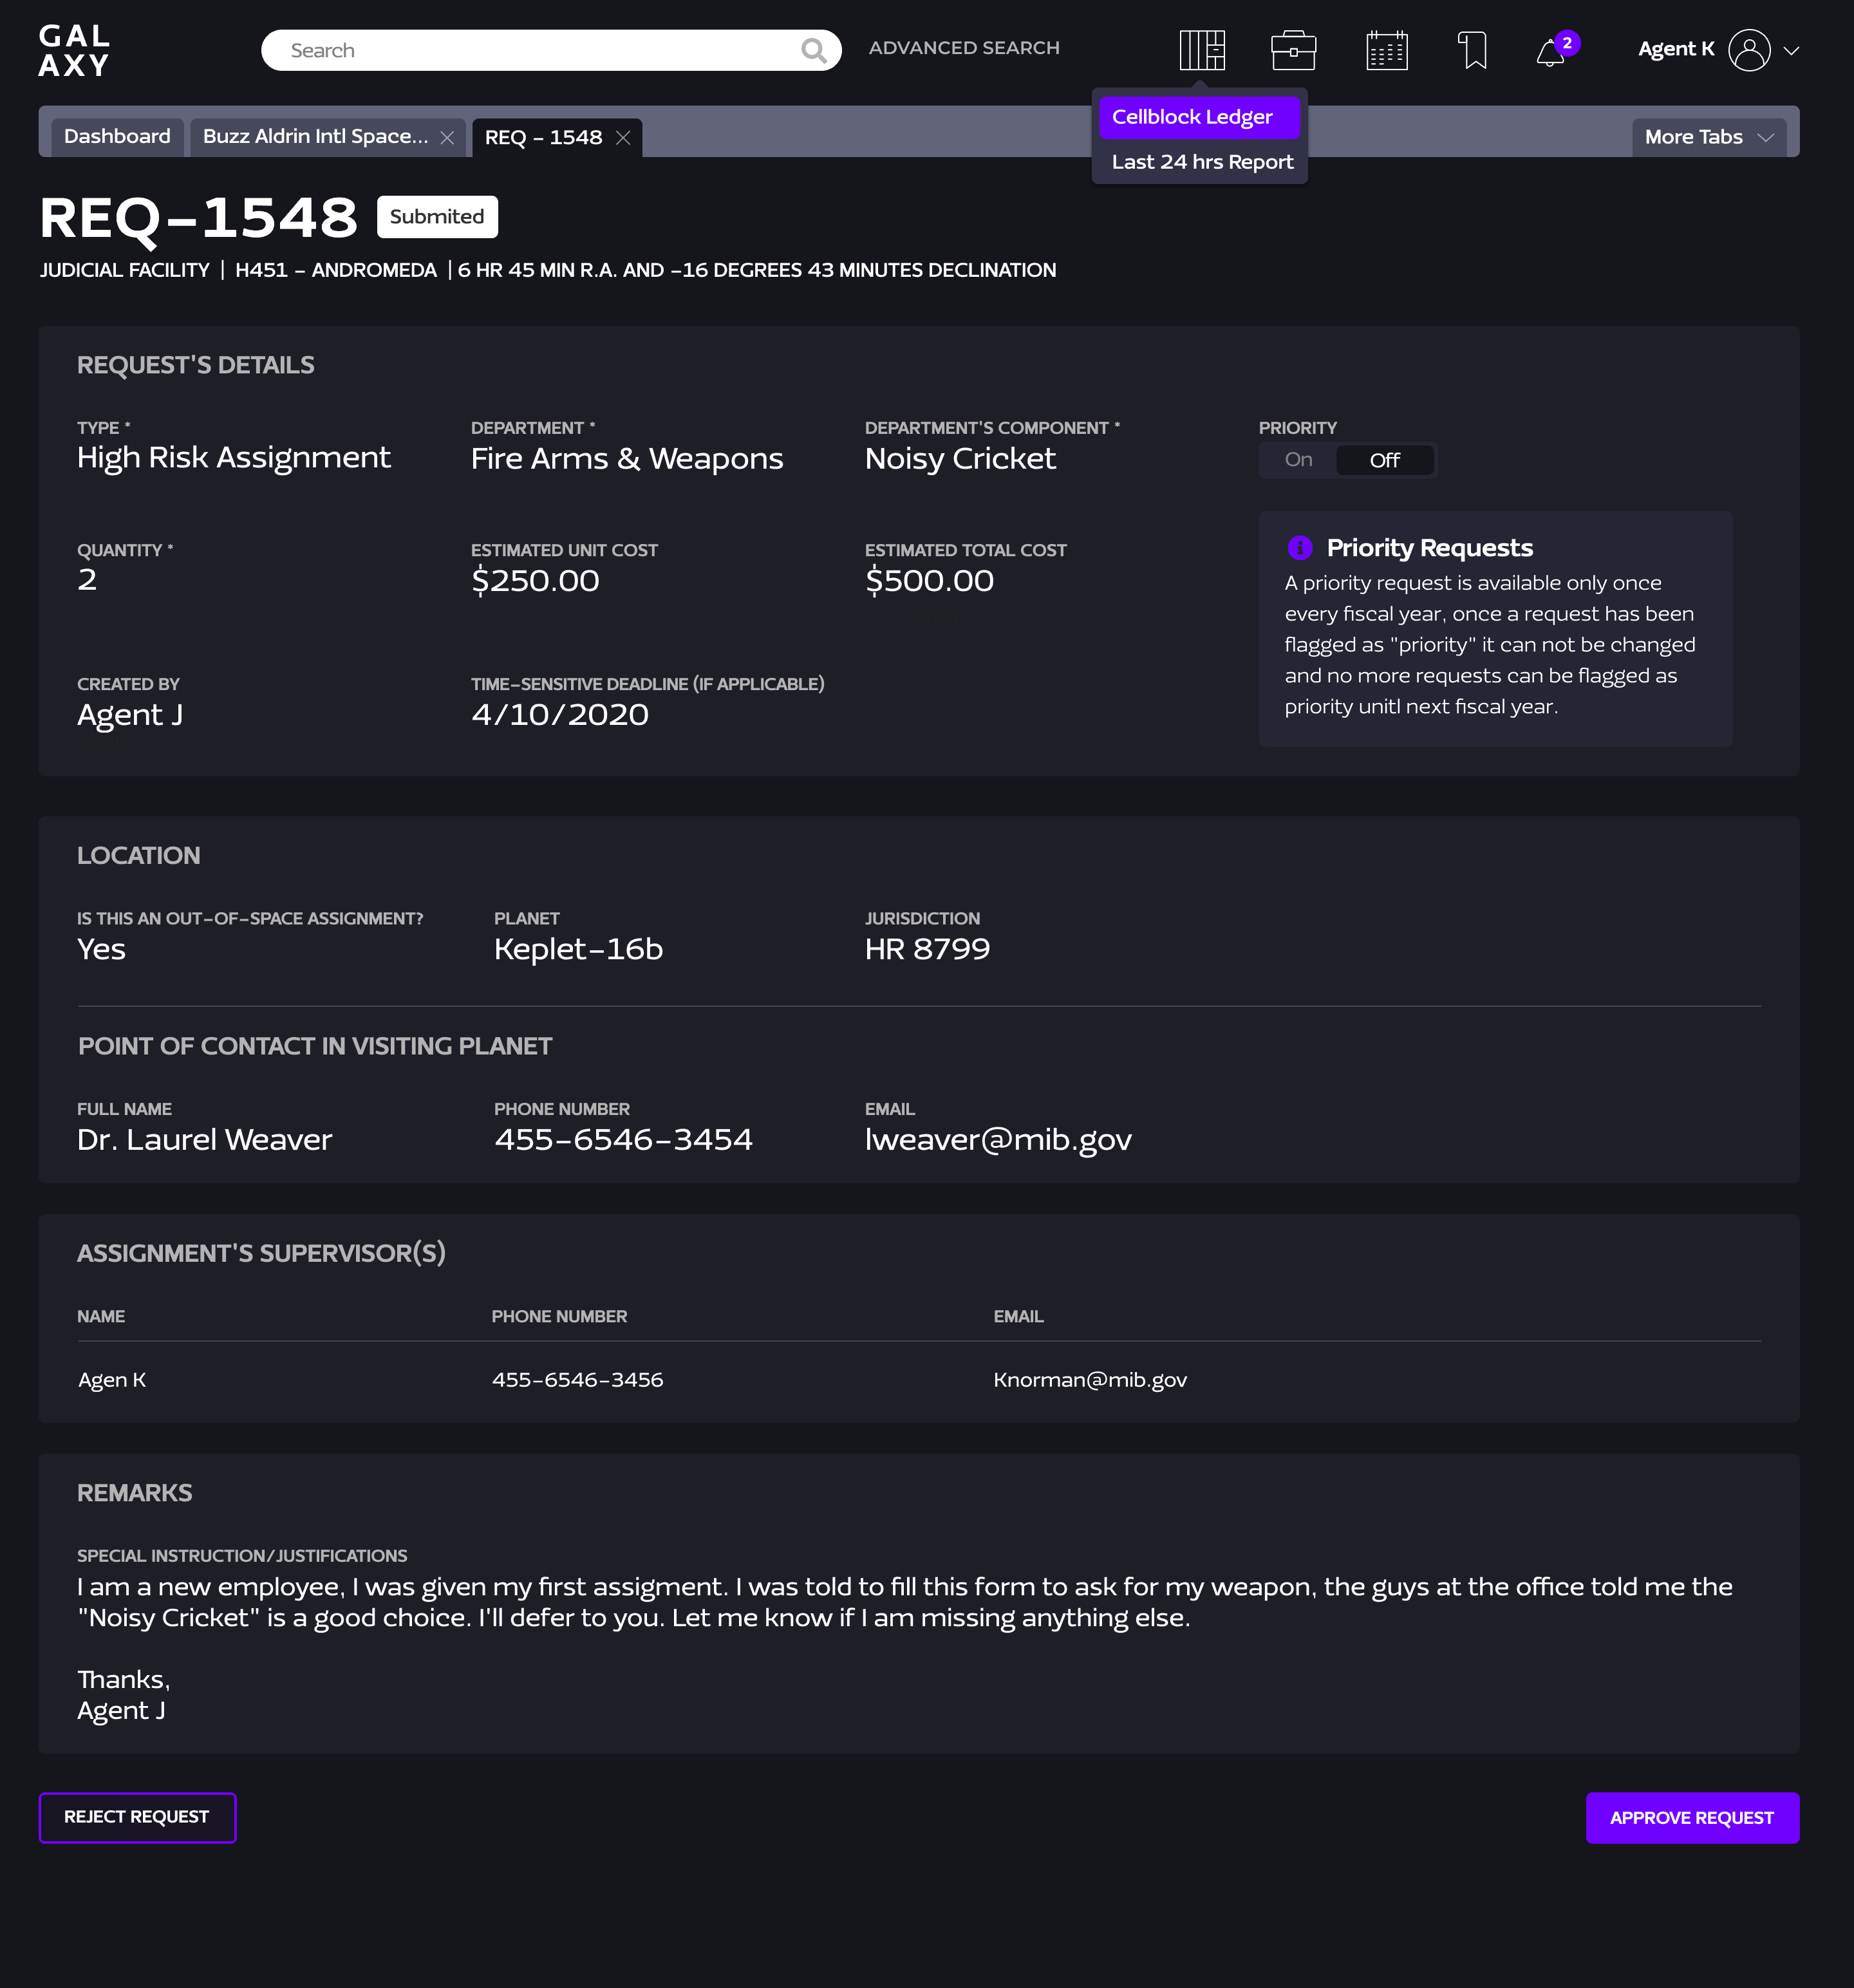 GAL
AXY
Search
ADVANCED SEARCH
2
Agent K
Cellblock Ledger
Last 24 hrs Report
Dashboard
Buzz Aldrin Intl Space...
REQ - 1548
More Tabs
REQ-1548
Submited
JUDICIAL FACILITY | H451 - ANDROMEDA | 6 HR 45 MIN R.A. AND -16 DEGREES 43 MINUTES DECLINATION
REQUEST'S DETAILS
TYPE *
High Risk Assignment
DEPARTMENT *
Fire Arms & Weapons
DEPARTMENT'S COMPONENT *
Noisy Cricket
PRIORITY
On
Off
QUANTITY *
2
ESTIMATED UNIT COST
$250.00
ESTIMATED TOTAL COST
$500.00
Priority Requests
A priority request is available only once
every fiscal year, once a request has been
flagged as "priority" it can not be changed
and no more requests can be flagged as
priority unitl next fiscal year.
CREATED BY
Agent J
TIME-SENSITIVE DEADLINE (IF APPLICABLE)
4/10/2020
LOCATION
IS THIS AN OUT-OF-SPACE ASSIGNMENT?
Yes
PLANET
Keplet-16b
JURISDICTION
HR 8799
POINT OF CONTACT IN VISITING PLANET
FULL NAME
Dr. Laurel Weaver
PHONE NUMBER
455-6546-3454
EMAIL
lweaver@mib.gov
ASSIGNMENT'S SUPERVISOR(S)
NAME
PHONE NUMBER
EMAIL
Agen K
455-6546-3456
Knorman@mib.gov
REMARKS
SPECIAL INSTRUCTION/JUSTIFICATIONS
I am a new employee, I was given my first assigment. I was told to fill this form to ask for my weapon, the guys at the office told me the
"Noisy Cricket" is a good choice. I'll defer to you. Let me know if I am missing anything else.
Thanks,
Agent J
REJECT REQUEST
APPROVE REQUEST